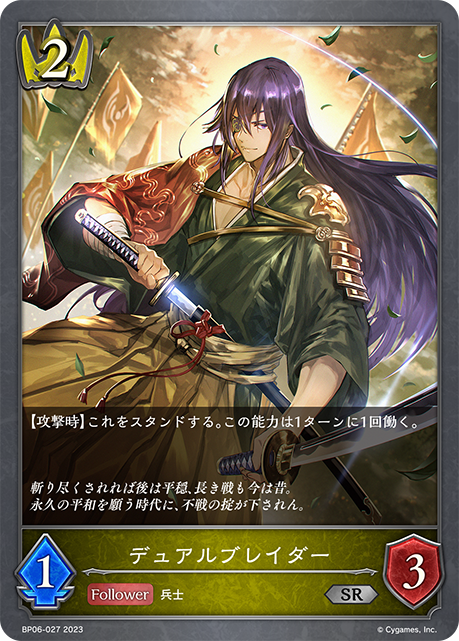 2
【攻撃時】これをスタンドする。この能力は1ターンに1回働く。
斬り尽くされれば後は平穏、長き戦も今は昔。
永久の平和を願う時代に、不戦の掟が下されん。
デュアルブレイダー
1
Follower 兵士
SR
3
BP06-027 2023
© Cygames, Inc.